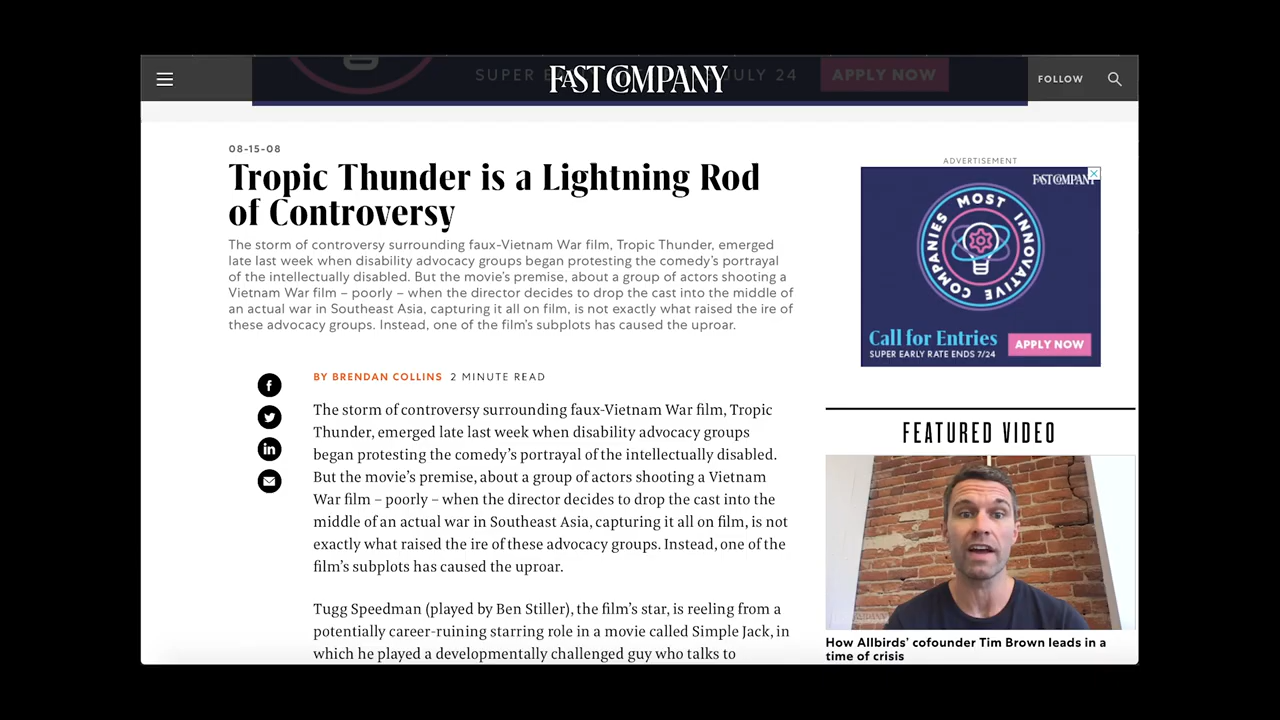 SUPER E JULY 24 APPLY NOW
FAST COMPANY
FOLLOW
08-15-08
Tropic Thunder is a Lightning Rod
of Controversy
The storm of controversy surrounding faux-Vietnam War film, Tropic Thunder, emerged
late last week when disability advocacy groups began protesting the comedy's portrayal
of the intellectually disabled. But the movie's premise, about a group of actors shooting a
Vietnam War film – poorly – when the director decides to drop the cast into the middle of
an actual war in Southeast Asia, capturing it all on film, is not exactly what raised the ire of
these advocacy groups. Instead, one of the film's subplots has caused the uproar.
BY BRENDAN COLLINS 2 MINUTE READ
The storm of controversy surrounding faux-Vietnam War film, Tropic
Thunder, emerged late last week when disability advocacy groups
began protesting the comedy's portrayal of the intellectually disabled.
But the movie's premise, about a group of actors shooting a Vietnam
War film – poorly – when the director decides to drop the cast into the
middle of an actual war in Southeast Asia, capturing it all on film, is not
exactly what raised the ire of these advocacy groups. Instead, one of the
film's subplots has caused the uproar.
Tugg Speedman (played by Ben Stiller), the film's star, is reeling from a
potentially career-ruining starring role in a movie called Simple Jack, in
which he played a developmentally challenged guy who talks to
ADVERTISEMENT
FAST COMPANY
MOST INNOVATIVE COMPANIES
Call for Entries
SUPER EARLY RATE ENDS 7/24
APPLY NOW
FEATURED VIDEO
How Allbirds' cofounder Tim Brown leads in a
time of crisis